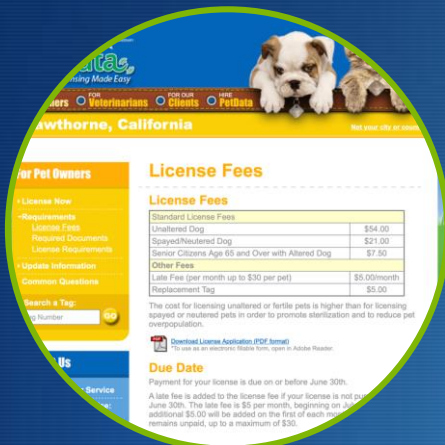 Made Easy
FOR
Veterinarians
FOR OUR
Clients
HIRE
PetData
California
Not your city or
For Pet Owners
› License Now
Requirements
License Fees
Required Documents
License Requirements
› Update Information
Common Questions
Search a Tag:
Number
GO
Us
Service
License Fees
License Fees
Standard License Fees
Unaltered Dog $54.00
Spayed/Neutered Dog $21.00
Senior Citizens Age 65 and Over with Altered Dog $7.50
Other Fees
Late Fee (per month up to $30 per pet) $5.00/month
Replacement Tag $5.00
The cost for licensing unaltered or fertile pets is higher than for licensing
spayed or neutered pets in order to promote sterilization and to reduce pet
overpopulation.
Download License Application (PDF format)
*To use as an electronic fillable form, open in Adobe Reader.
Due Date
Payment for your license is due on or before June 30th.
A late fee is added to the license fee if your license is not
June 30th. The late fee is $5 per month, beginning on
additional $5.00 will be added on the first of each
remains unpaid, up to a maximum of $30.